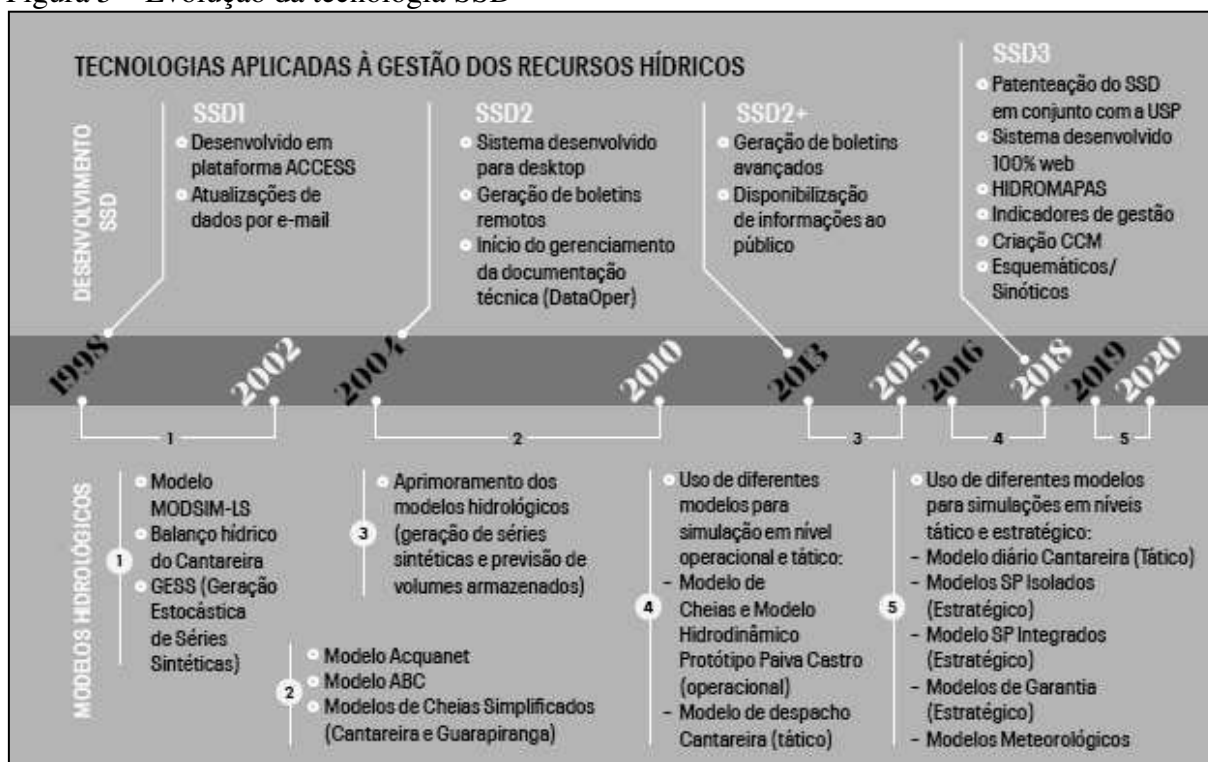 Figura 3 – Evolução da tecnologia SSD
TECNOLOGIAS APLICADAS À GESTÃO DOS RECURSOS HÍDRICOS
DESENVOLVIMENTO
SSD
SSD1
Desenvolvido em
plataforma ACCESS
Atualizações de
dados por e-mail
SSD2
Sistema desenvolvido
para desktop
Geração de boletins
remotos
Início do gerenciamento
da documentação
técnica (DataOper)
SSD2+
Geração de boletins
avançados
Disponibilização
de informações ao
público
SSD3
Patenteação do SSD
em conjunto com a USP
Sistema desenvolvido
100% web
HIDROMAPAS
Indicadores de gestão
Criação CCM
Esquemáticos/
Sinóticos
1998 2002 2004 2010 2013 2015 2016 2018 2019 2020
1 2 3 4 5
MODELOS HIDROLÓGICOS
1
Modelo
MODSIM-LS
Balanço hídrico
do Cantareira
GESS (Geração
Estocástica
de Séries
Sintéticas)
2
Modelo Acquanet
Modelo ABC
Modelos de Cheias Simplificados
(Cantareira e Guarapiranga)
3
Aprimoramento dos
modelos hidrológicos
(geração de séries
sintéticas e previsão de
volumes armazenados)
4
Uso de diferentes
modelos para
simulação em nível
operacional e tático:
– Modelo de
Cheias e Modelo
Hidrodinâmico
Protótipo Paiva Castro
(operacional)
– Modelo de despacho
Cantareira (tático)
5
Uso de diferentes modelos
para simulações em níveis
tático e estratégico:
– Modelo diário Cantareira (Tático)
– Modelos SP Isolados
(Estratégico)
– Modelo SP Integrados
(Estratégico)
– Modelos de Garantia
(Estratégico)
– Modelos Meteorológicos